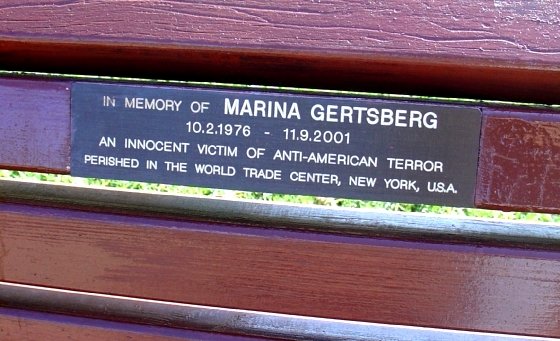 IN MEMORY OF MARINA GERTSBERG
10.2.1976 - 11.9.2001
AN INNOCENT VICTIM OF ANTI-AMERICAN TERROR
PERISHED IN THE WORLD TRADE CENTER, NEW YORK, U.S.A.